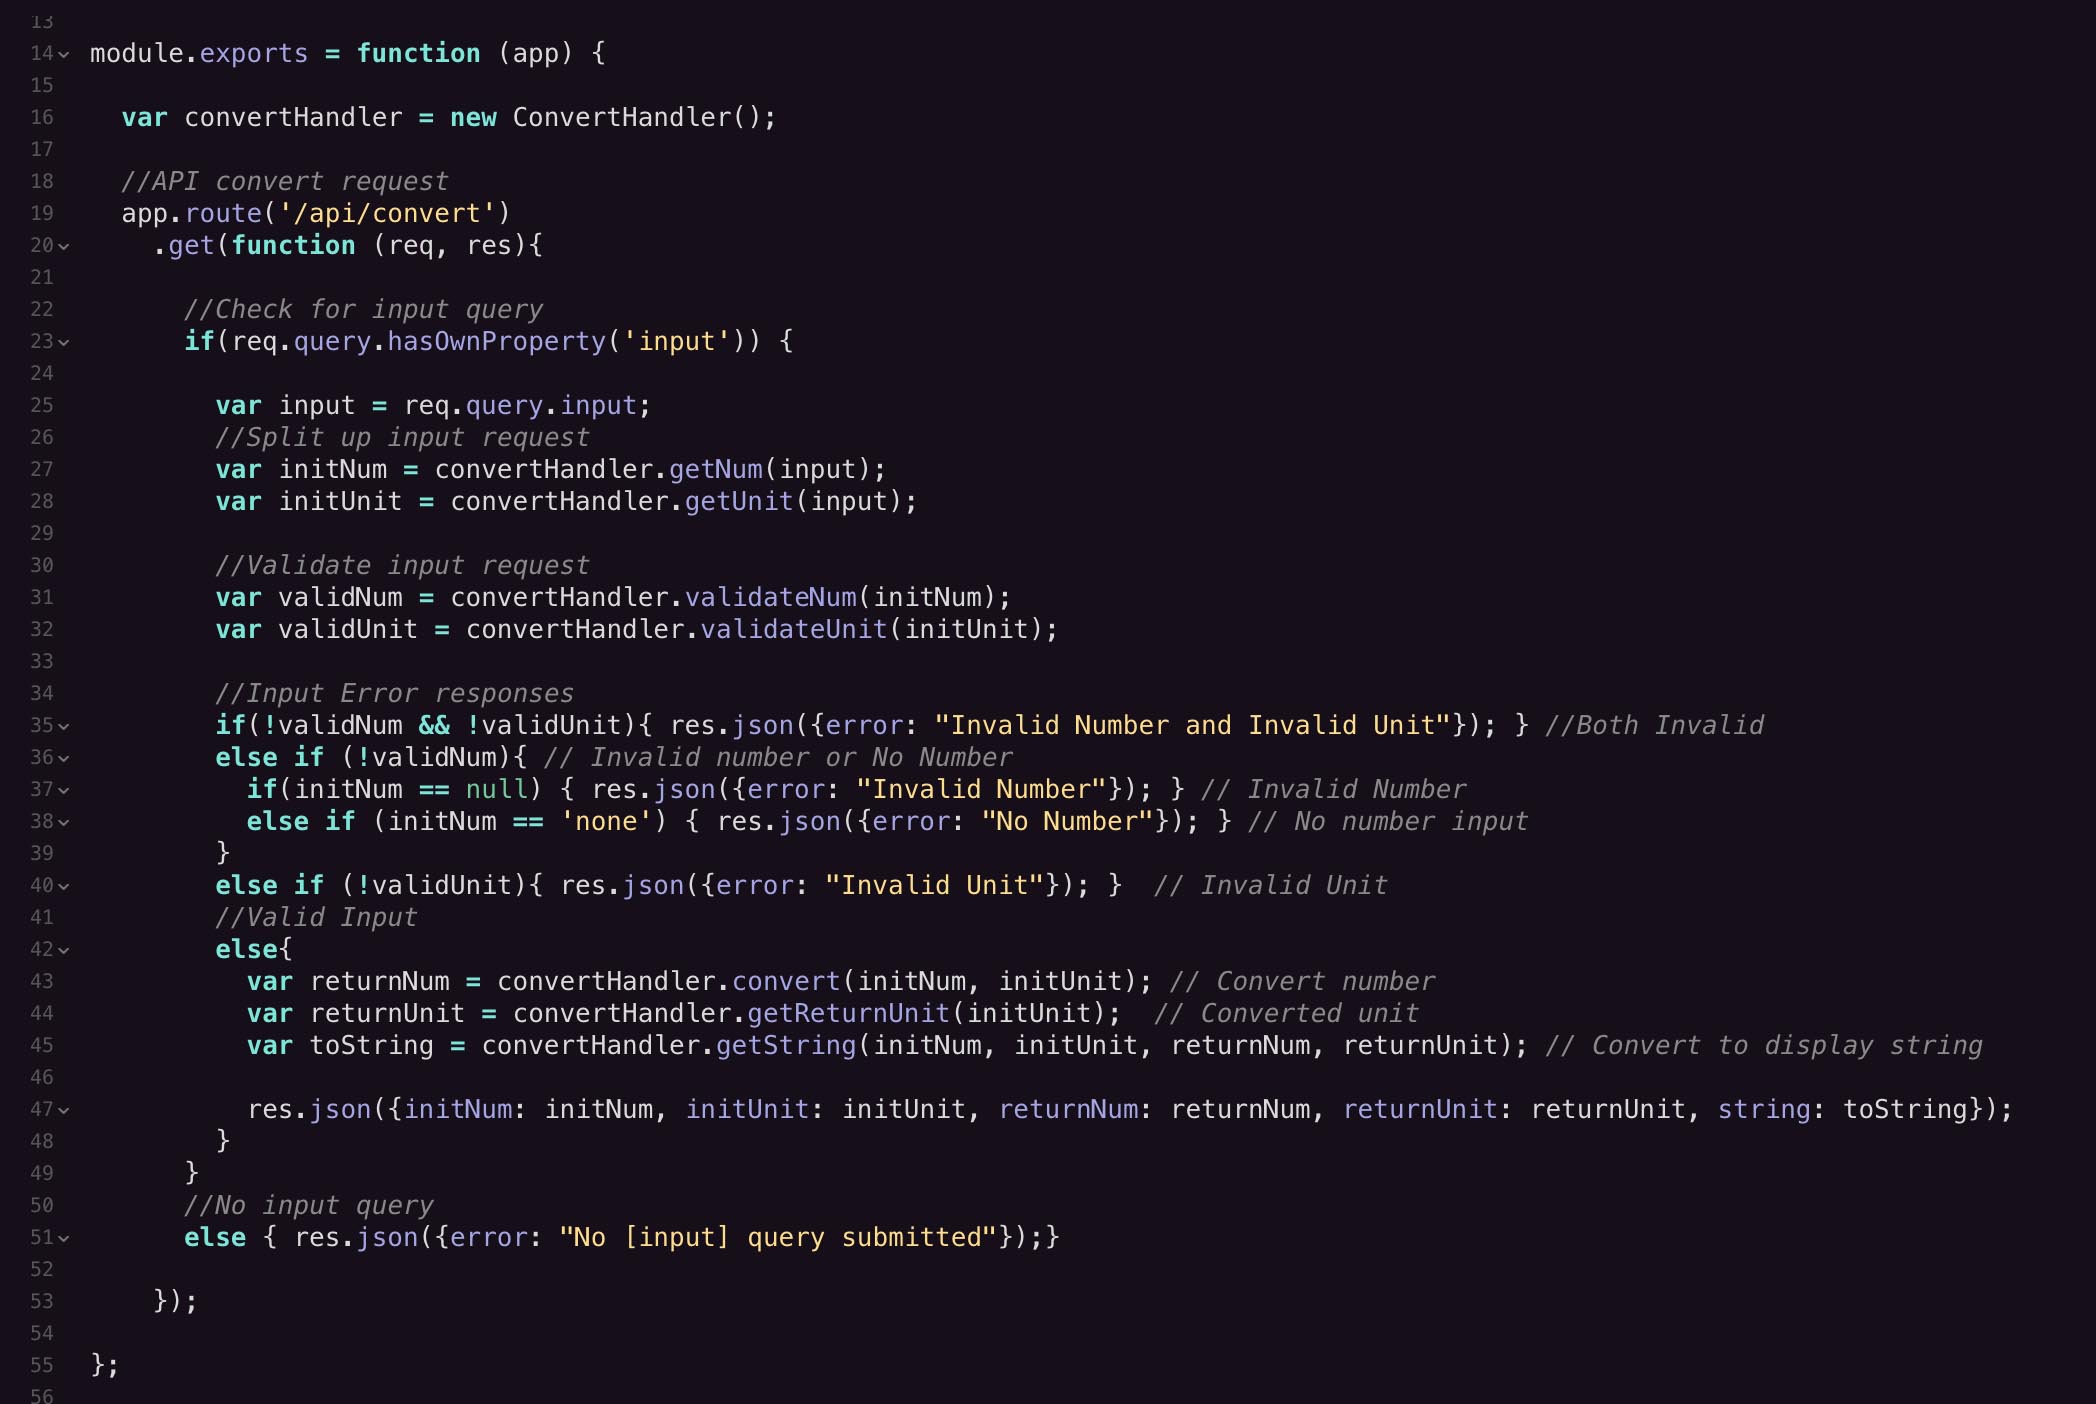 13
14 module.exports = function (app) {
15
16 var convertHandler = new ConvertHandler();
17
18 //API convert request
19 app.route('/api/convert')
20 .get(function (req, res){
21
22 //Check for input query
23 if(req.query.hasOwnProperty('input')) {
24
25 var input = req.query.input;
26 //Split up input request
27 var initNum = convertHandler.getNum(input);
28 var initUnit = convertHandler.getUnit(input);
29
30 //Validate input request
31 var validNum = convertHandler.validateNum(initNum);
32 var validUnit = convertHandler.validateUnit(initUnit);
33
34 //Input Error responses
35 if(!validNum && !validUnit){ res.json({error: "Invalid Number and Invalid Unit"}); } //Both Invalid
36 else if (!validNum){ // Invalid number or No Number
37 if(initNum == null) { res.json({error: "Invalid Number"}); } // Invalid Number
38 else if (initNum == 'none') { res.json({error: "No Number"}); } // No number input
39 }
40 else if (!validUnit){ res.json({error: "Invalid Unit"}); }  // Invalid Unit
41 //Valid Input
42 else{
43 var returnNum = convertHandler.convert(initNum, initUnit); // Convert number
44 var returnUnit = convertHandler.getReturnUnit(initUnit);  // Converted unit
45 var toString = convertHandler.getString(initNum, initUnit, returnNum, returnUnit); // Convert to display string
46
47 res.json({initNum: initNum, initUnit: initUnit, returnNum: returnNum, returnUnit: returnUnit, string: toString});
48 }
49 }
50 //No input query
51 else { res.json({error: "No [input] query submitted"});}
52
53 });
54
55 };
56